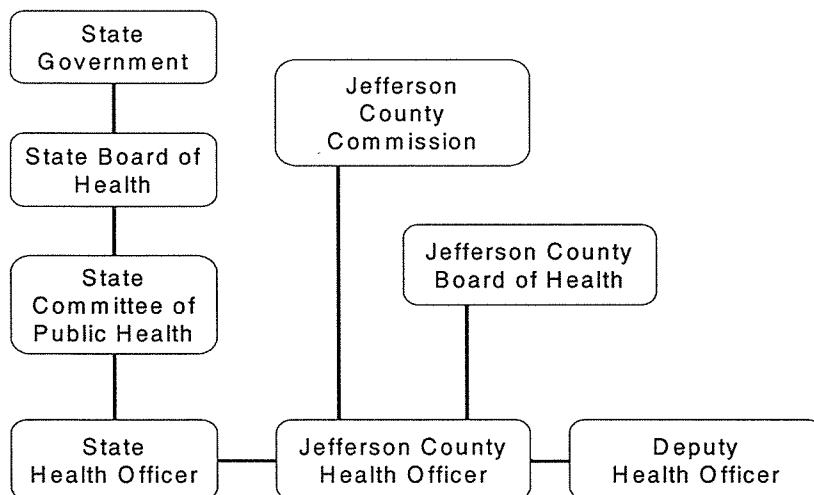 State
Government
Jefferson
County
Commission
State Board of
Health
Jefferson County
Board of Health
State
Committee of
Public Health
State
Health Officer
Jefferson County
Health Officer
Deputy
Health Officer